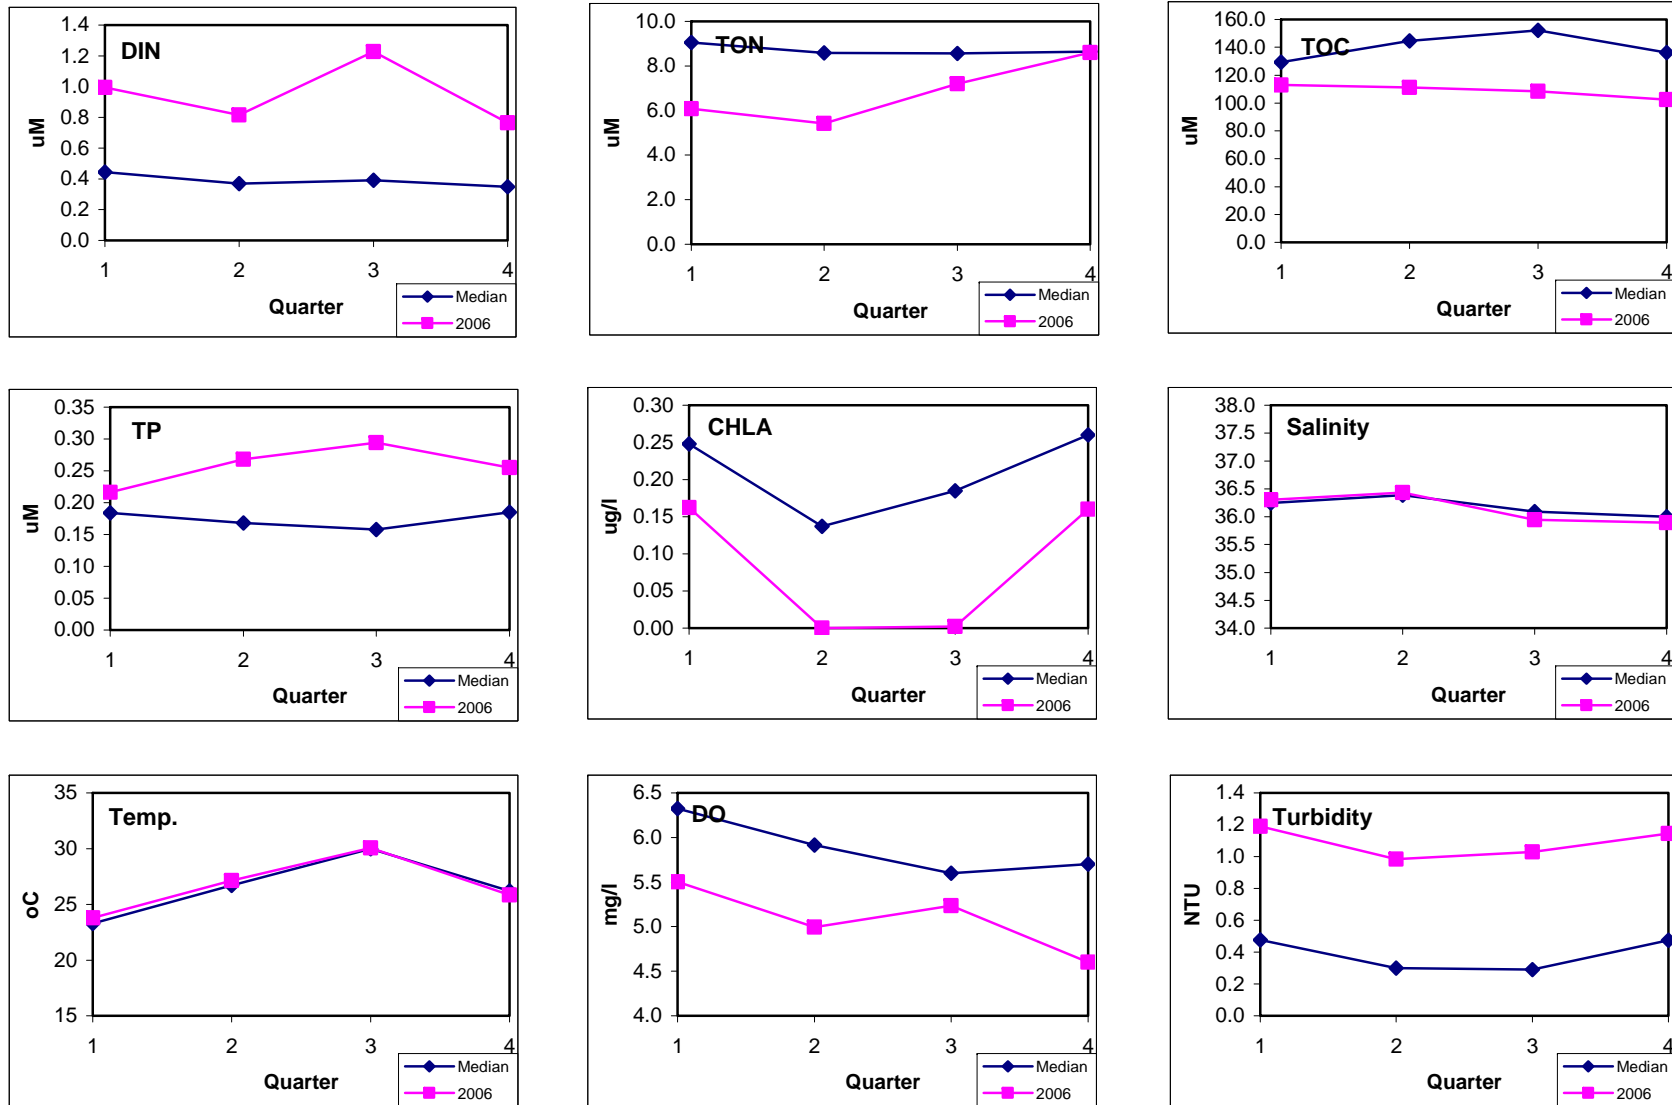 DIN
1.4
1.2
1.0
0.8
0.6
0.4
0.2
0.0
uM
1 2 3 4
Quarter
Median
2006
TON
10.0
8.0
6.0
4.0
2.0
0.0
uM
1 2 3 4
Quarter
Median
2006
TOC
160.0
140.0
120.0
100.0
80.0
60.0
40.0
20.0
0.0
uM
1 2 3 4
Quarter
Median
2006
TP
0.35
0.30
0.25
0.20
0.15
0.10
0.05
0.00
uM
1 2 3 4
Quarter
Median
2006
CHLA
0.30
0.25
0.20
0.15
0.10
0.05
0.00
ug/l
1 2 3 4
Quarter
Median
2006
Salinity
38.0
37.5
37.0
36.5
36.0
35.5
35.0
34.5
34.0
1 2 3 4
Quarter
Median
2006
Temp.
35
30
25
20
15
oC
1 2 3 4
Quarter
Median
2006
DO
6.5
6.0
5.5
5.0
4.5
4.0
mg/l
1 2 3 4
Quarter
Median
2006
Turbidity
1.4
1.2
1.0
0.8
0.6
0.4
0.2
0.0
NTU
1 2 3 4
Quarter
Median
2006